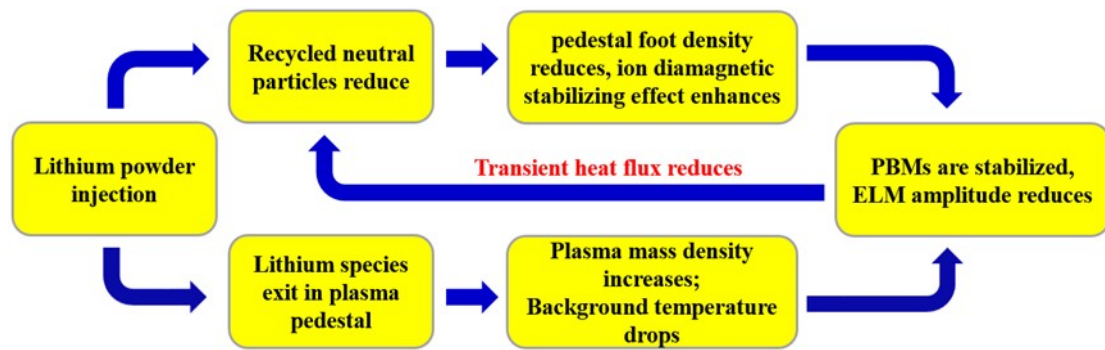 Lithium powder
injection
Recycled neutral
particles reduce
pedestal foot density
reduces, ion diamagnetic
stabilizing effect enhances
Transient heat flux reduces
PBMs are stabilized,
ELM amplitude reduces
Lithium species
exit in plasma
pedestal
Plasma mass density
increases;
Background temperature
drops